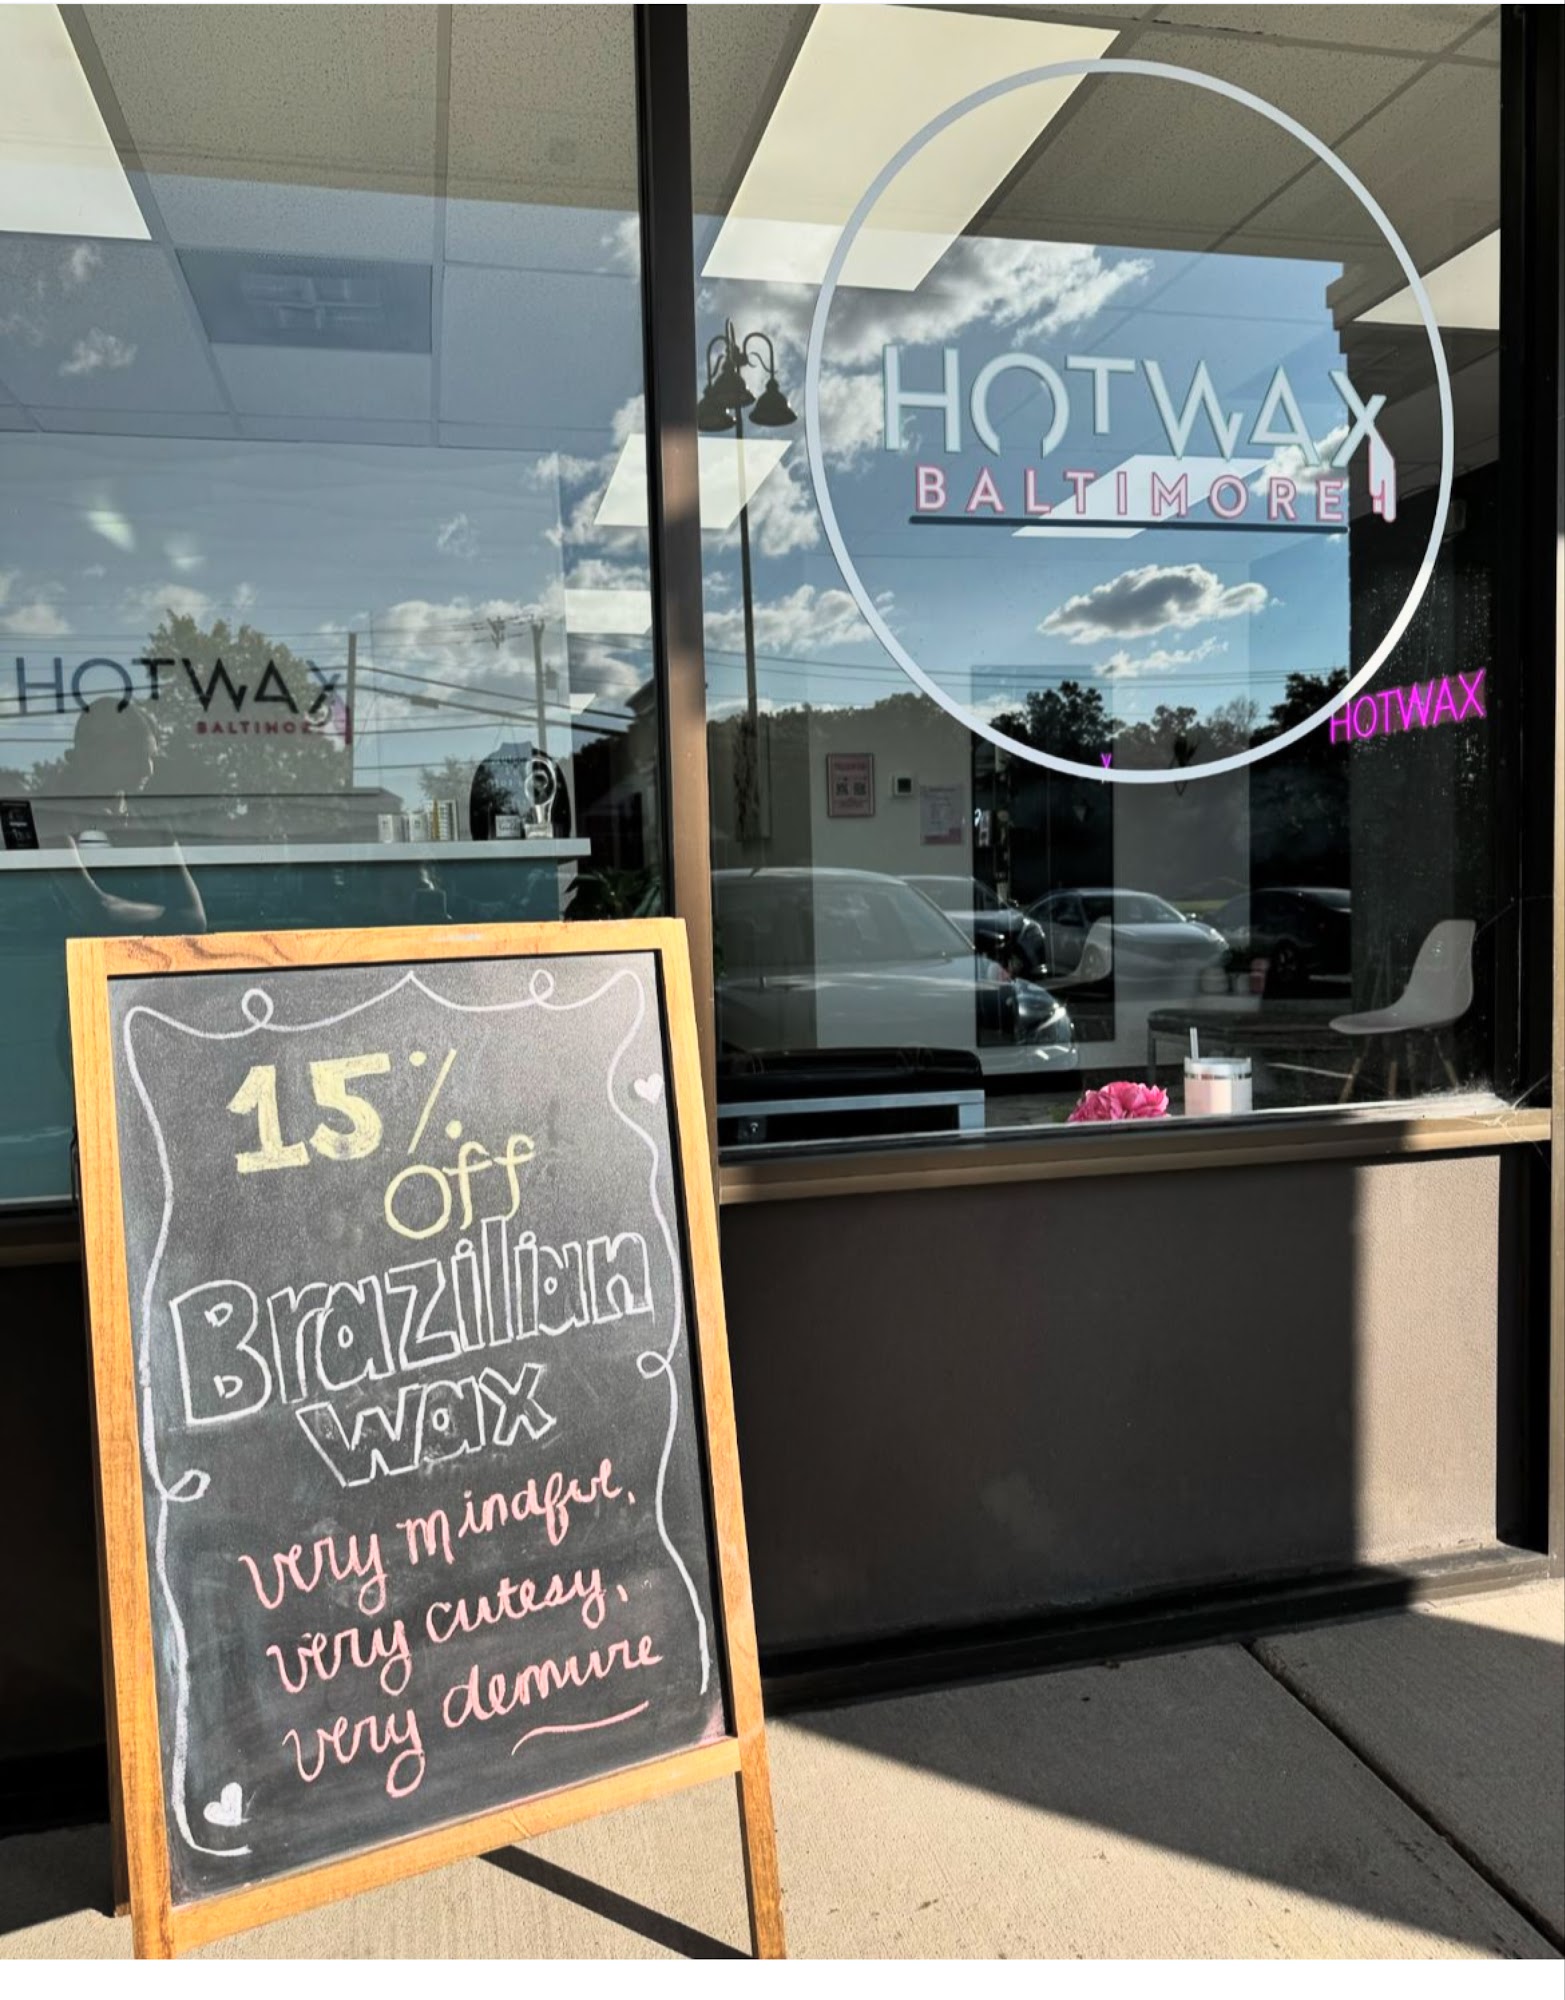 HOTWAX
BALTIMORE
HOTWAX
BALTIMORE
HOTWAX
15%
off
Brazilian
wax
very mindful,
very cutesy,
very demure